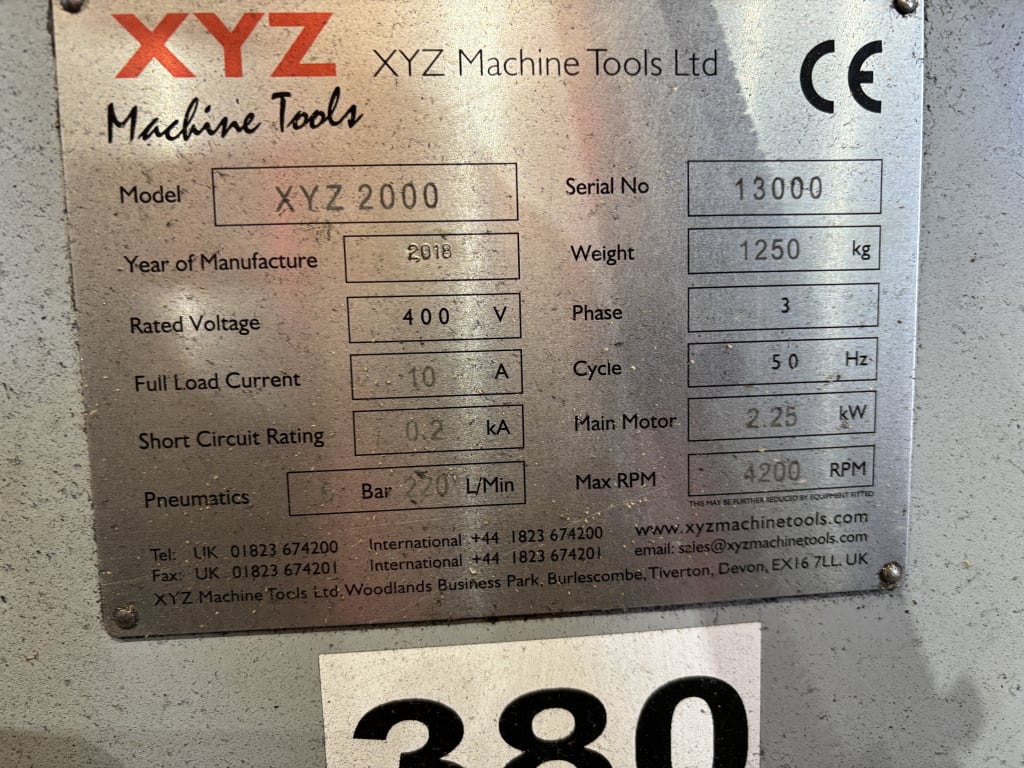 XYZ
Machine Tools
XYZ Machine Tools Ltd
CE
Model XYZ 2000
Serial No 13000
Year of Manufacture 2018
Weight 1250 kg
Rated Voltage 400 V
Phase 3
Full Load Current 10 A
Cycle 50 Hz
Short Circuit Rating 0.2 kA
Main Motor 2.25 kW
Pneumatics 6 Bar 220 L/Min
Max RPM 4200 RPM
THIS MAY BE FURTHER REDUCED BY EQUIPMENT FITTED
Tel: UK 01823 674200 International +44 1823 674200 www.xyzmachinetools.com
Fax: UK 01823 674201 International +44 1823 674201 email: sales@xyzmachinetools.com
XYZ Machine Tools Ltd, Woodlands Business Park, Burlescombe, Tiverton, Devon, EX16 7LL. UK
380